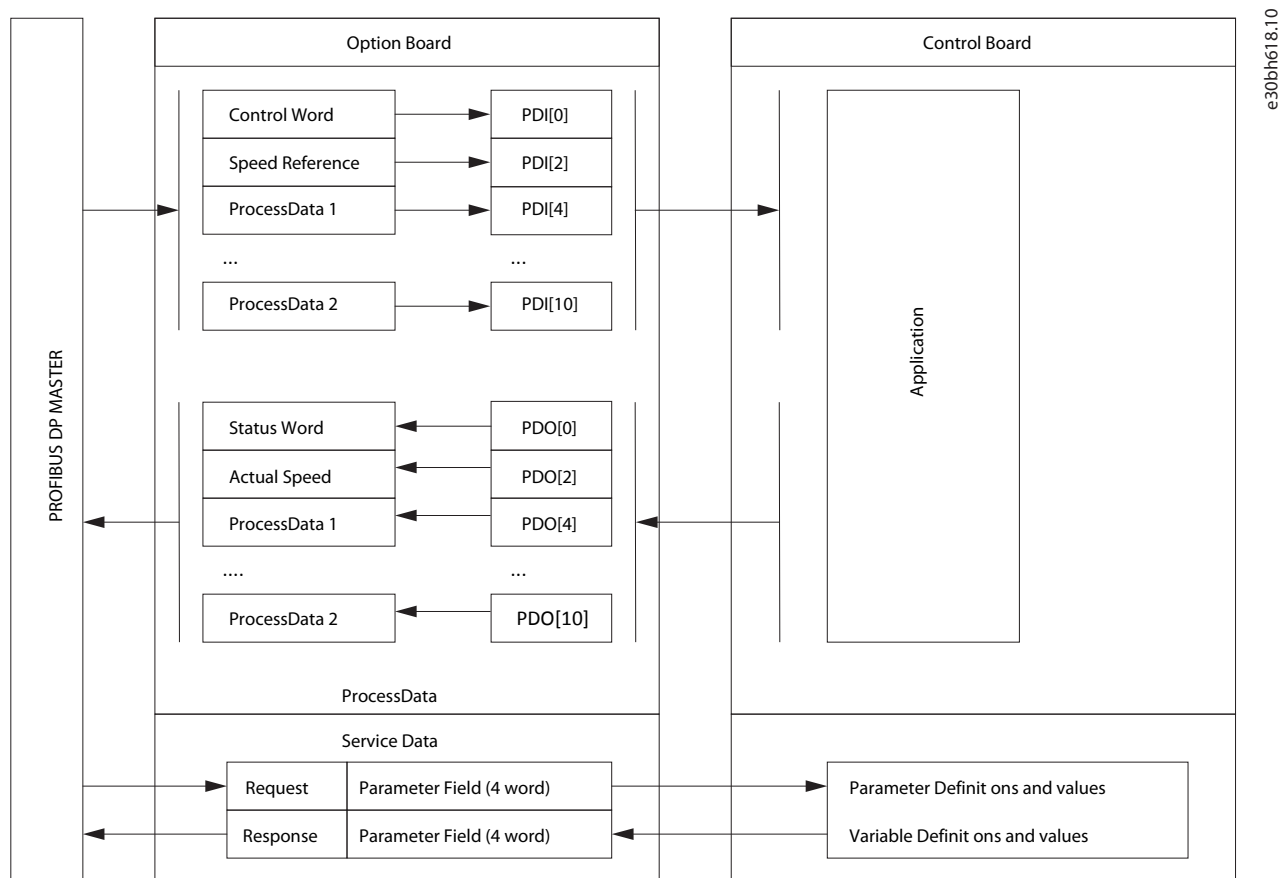 e30bh618.10
Option Board
Control Board
Control Word PDI[0]
Speed Reference PDI[2]
ProcessData 1 PDI[4]
... ...
ProcessData 2 PDI[10]
PROFIBUS DP MASTER
Application
Status Word PDO[0]
Actual Speed PDO[2]
ProcessData 1 PDO[4]
.... ...
ProcessData 2 PDO[10]
ProcessData
Service Data
Request Parameter Field (4 word) Parameter Definit ons and values
Response Parameter Field (4 word) Variable Definit ons and values